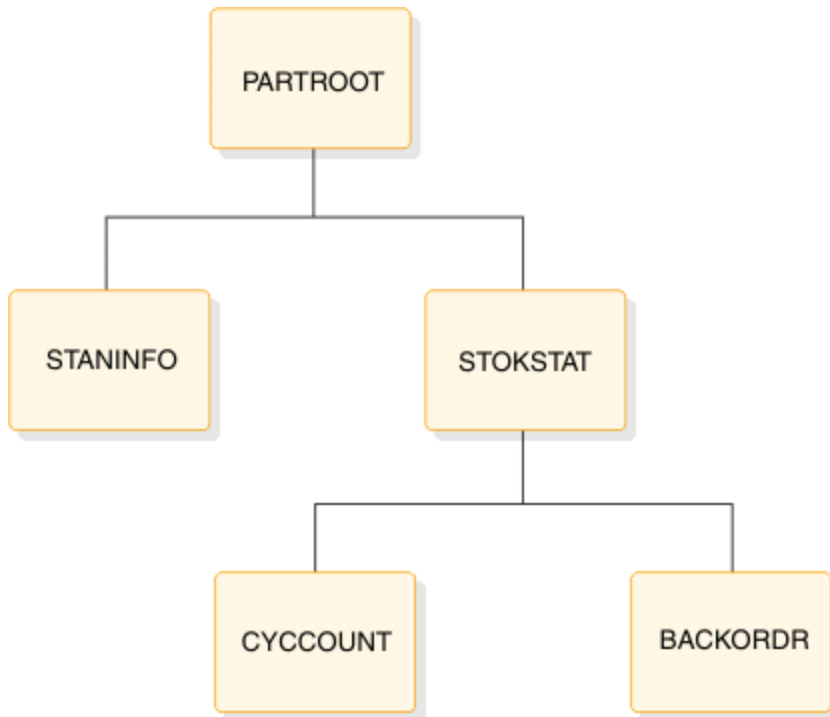 PARTROOT
STANINFO
STOKSTAT
CYCCOUNT
BACKORDR